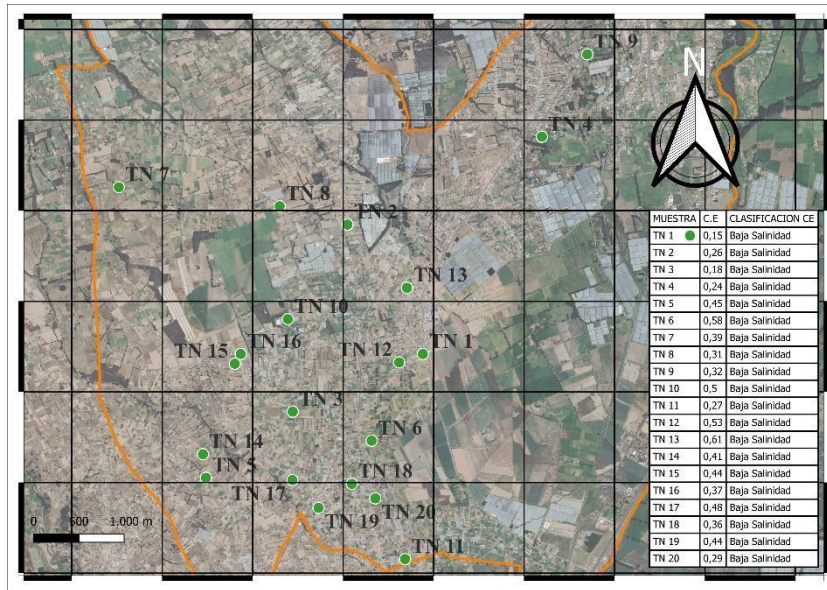 TN 9
N
TN 4
TN 7
TN 8
TN 2
TN 13
TN 10
TN 16
TN 15
TN 12
TN 1
TN 3
TN 6
TN 14
TN 5
TN 17
TN 18
TN 19
TN 20
TN 11
0 500 1.000 m
MUESTRA C.E CLASIFICACION CE
TN 1 0,15 Baja Salinidad
TN 2 0,26 Baja Salinidad
TN 3 0,18 Baja Salinidad
TN 4 0,24 Baja Salinidad
TN 5 0,45 Baja Salinidad
TN 6 0,58 Baja Salinidad
TN 7 0,39 Baja Salinidad
TN 8 0,31 Baja Salinidad
TN 9 0,32 Baja Salinidad
TN 10 0,5 Baja Salinidad
TN 11 0,27 Baja Salinidad
TN 12 0,53 Baja Salinidad
TN 13 0,61 Baja Salinidad
TN 14 0,41 Baja Salinidad
TN 15 0,44 Baja Salinidad
TN 16 0,37 Baja Salinidad
TN 17 0,48 Baja Salinidad
TN 18 0,36 Baja Salinidad
TN 19 0,44 Baja Salinidad
TN 20 0,29 Baja Salinidad